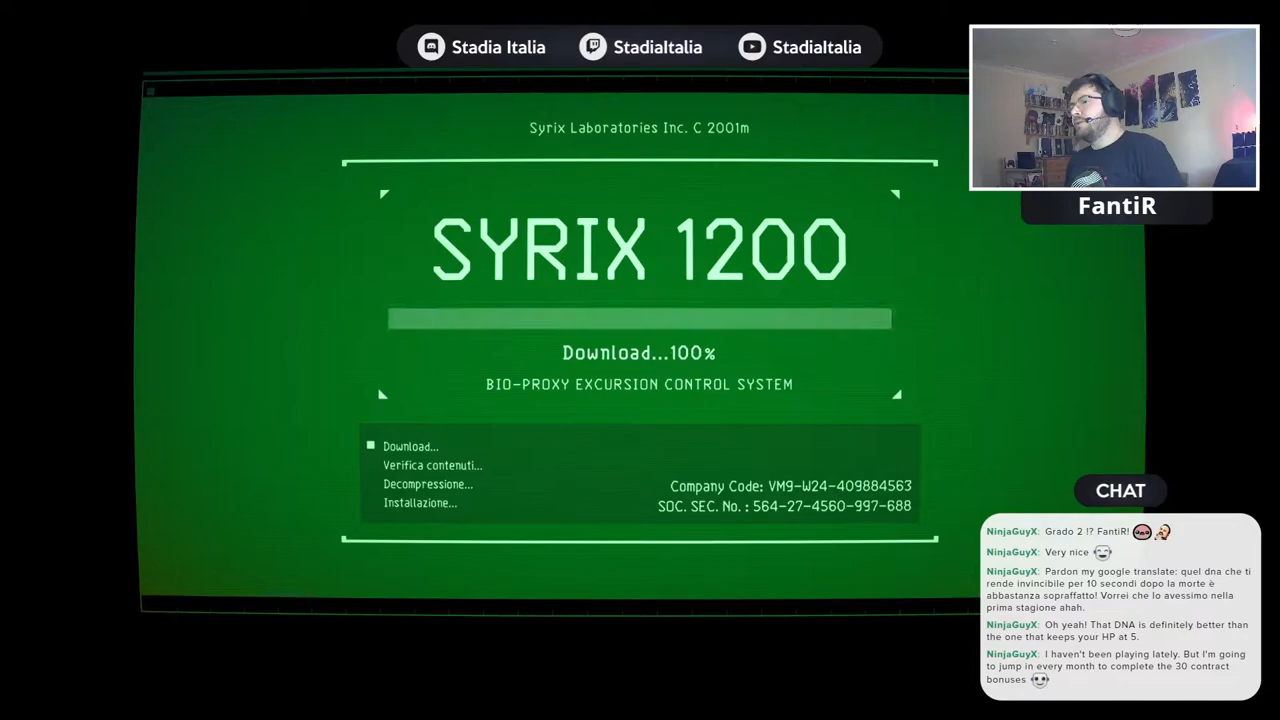 Stadia Italia StadiaItalia StadiaItalia
Syrix Laboratories Inc. C 2001m
SYRIX 1200
Download...100%
BIO-PROXY EXCURSION CONTROL SYSTEM
Download...
Verifica contenuti...
Decompressione...
Installazione...
Company Code: VM9-W24-409884563
SOC. SEC. No. : 564-27-4560-997-688
FantiR
CHAT
NinjaGuyX: Grado 2 !? FantiR!
NinjaGuyX: Very nice
NinjaGuyX: Pardon my google translate: quel dna che ti
rende invincibile per 10 secondi dopo la morte è
abbastanza sopraffatto! Vorrei che lo avessimo nella
prima stagione ahah.
NinjaGuyX: Oh yeah! That DNA is definitely better than
the one that keeps your HP at 5.
NinjaGuyX: I haven't been playing lately. But I'm going
to jump in every month to complete the 30 contract
bonuses